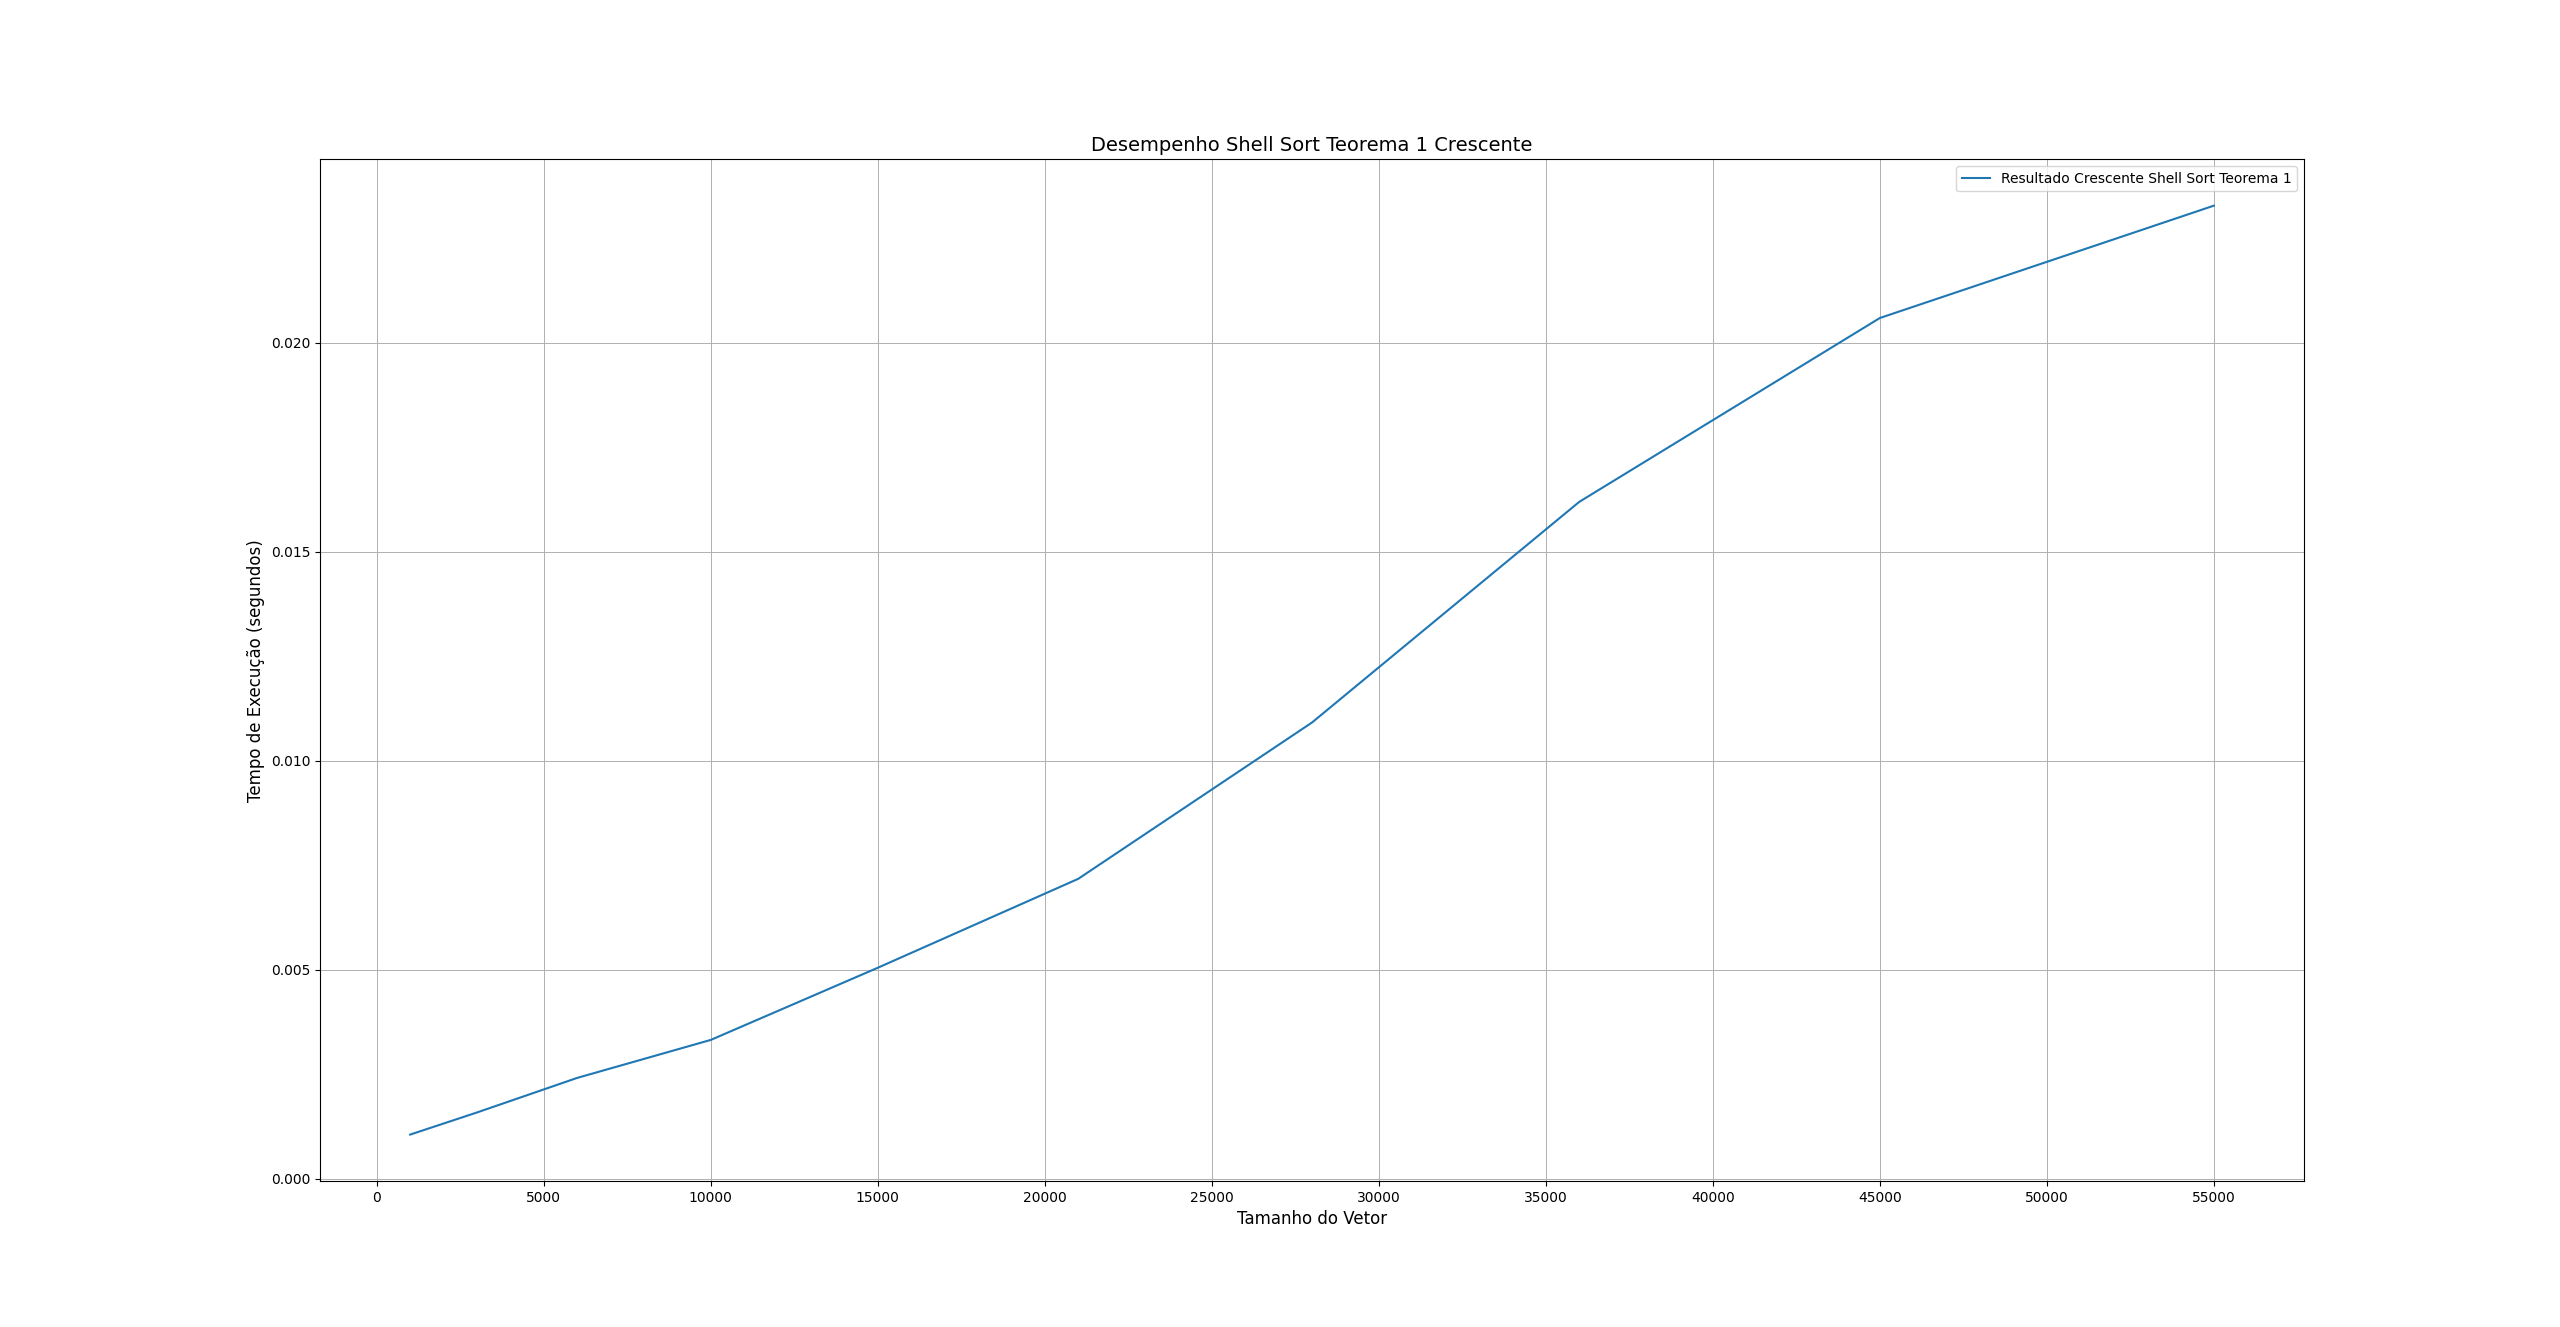 Desempenho Shell Sort Teorema 1 Crescente
Resultado Crescente Shell Sort Teorema 1
Tempo de Execução (segundos)
0.020
0.015
0.010
0.005
0.000
0 5000 10000 15000 20000 25000 30000 35000 40000 45000 50000 55000
Tamanho do Vetor